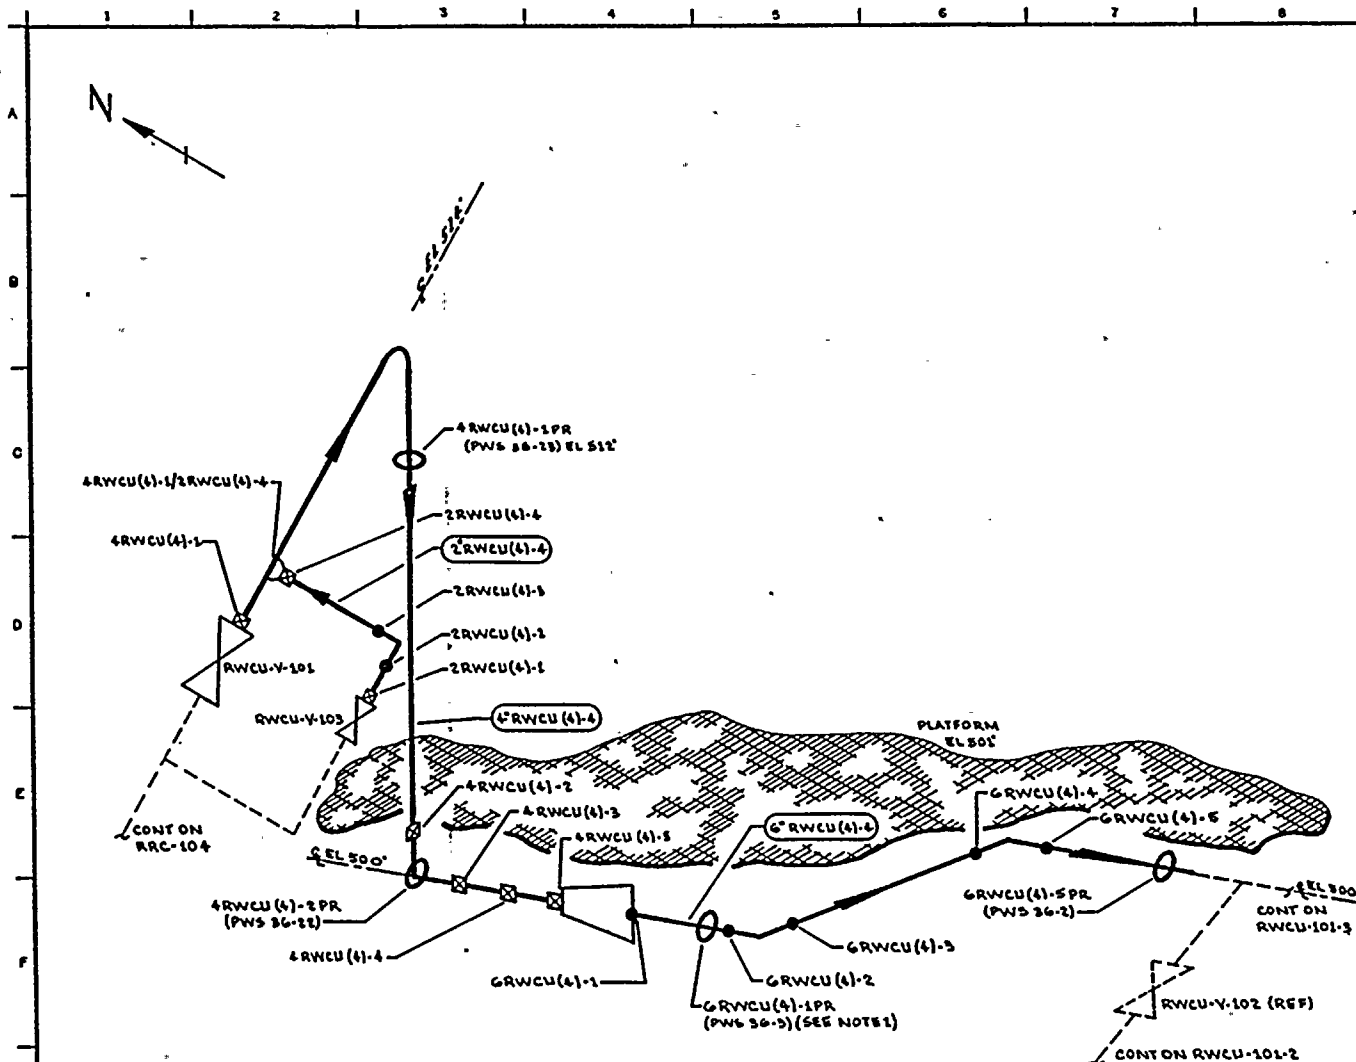 1 2 3 4 5 6 7 8
A
N
B
C
4RWCU(4)-1PR
(PWS 36-23) EL 512'
4RWCU(4)-1/2RWCU(4)-4
2RWCU(4)-4
4RWCU(4)-1
2"RWCU(4)-4
2RWCU(4)-3
D
2RWCU(4)-2
RWCU-V-101
2RWCU(4)-1
RWCU-V-103
4"RWCU(4)-4
PLATFORM
EL 501'
E
4RWCU(4)-2
6RWCU(4)-4
4RWCU(4)-3
6RWCU(4)-5
CONT ON
RRC-104
4RWCU(4)-5
6"RWCU(4)-4
℄ EL 500'
4RWCU(4)-2PR
(PWS 36-22)
6RWCU(4)-5PR
(PWS 36-2)
℄ EL 500
CONT ON
RWCU-101-3
4RWCU(4)-4
6RWCU(4)-3
F
6RWCU(4)-1
6RWCU(4)-2
6RWCU(4)-1PR
(PWS 36-3)(SEE NOTE 1)
RWCU-V-102 (REF)
CONT ON RWCU-101-2